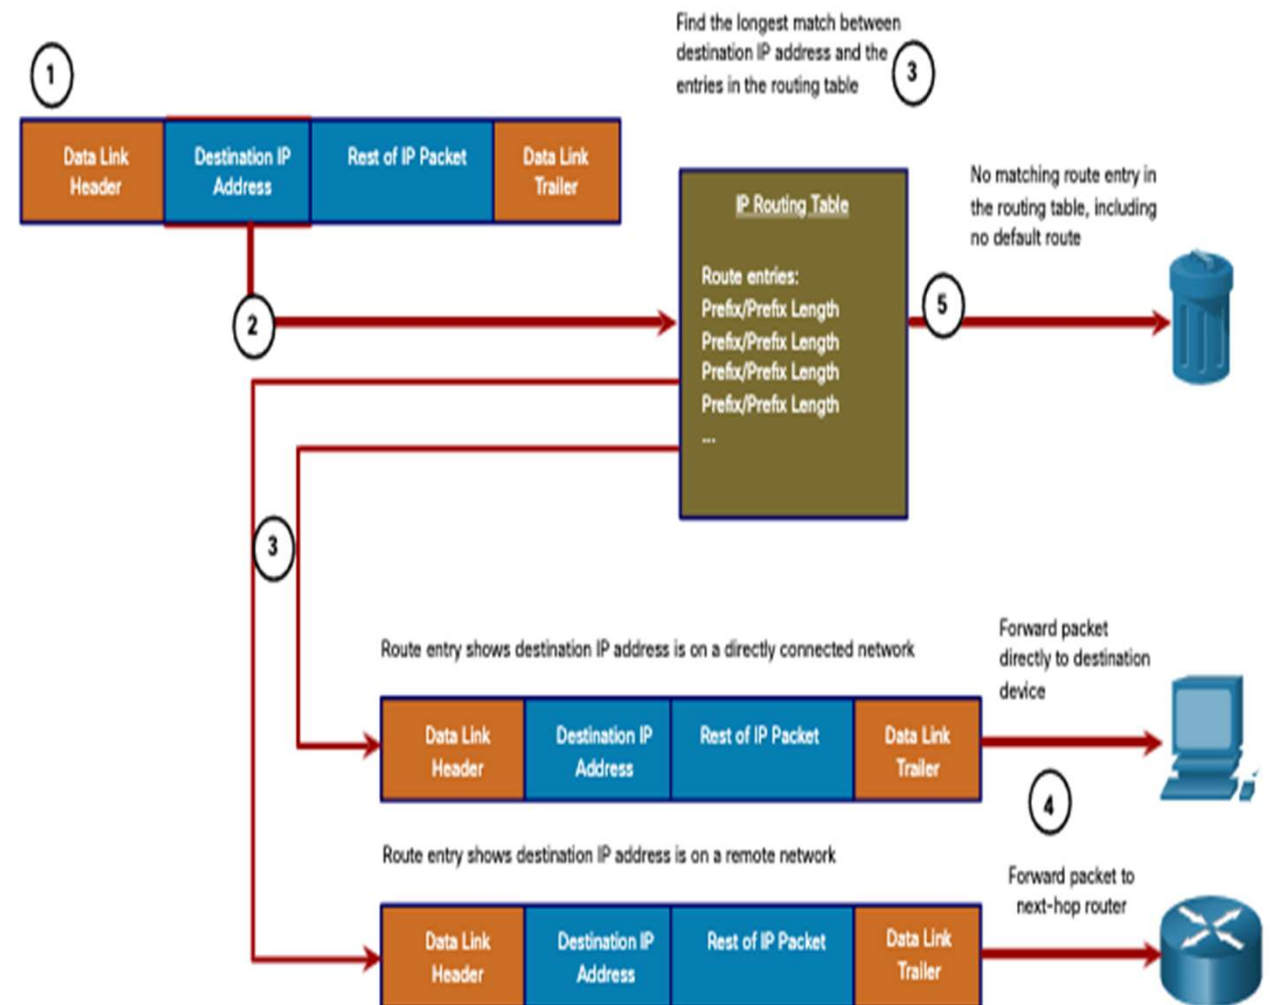 1
Find the longest match between
destination IP address and the
entries in the routing table
3
Data Link
Header
Destination IP
Address
Rest of IP Packet
Data Link
Trailer
IP Routing Table
Route entries:
Prefix/Prefix Length
Prefix/Prefix Length
Prefix/Prefix Length
Prefix/Prefix Length
...
No matching route entry in
the routing table, including
no default route
2
5
3
Route entry shows destination IP address is on a directly connected network
Forward packet
directly to destination
device
Data Link
Header
Destination IP
Address
Rest of IP Packet
Data Link
Trailer
4
Route entry shows destination IP address is on a remote network
Forward packet to
next-hop router
Data Link
Header
Destination IP
Address
Rest of IP Packet
Data Link
Trailer